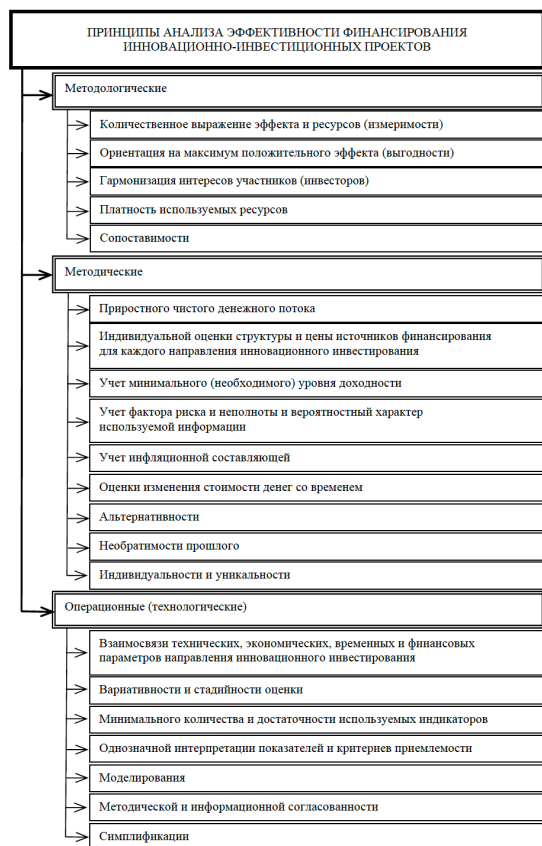 ПРИНЦИПЫ АНАЛИЗА ЭФФЕКТИВНОСТИ ФИНАНСИРОВАНИЯ
ИННОВАЦИОННО-ИНВЕСТИЦИОННЫХ ПРОЕКТОВ
Методологические
Количественное выражение эффекта и ресурсов (измеримости)
Ориентация на максимум положительного эффекта (выгодности)
Гармонизация интересов участников (инвесторов)
Платность используемых ресурсов
Сопоставимости
Методические
Приростного чистого денежного потока
Индивидуальной оценки структуры и цены источников финансирования
для каждого направления инновационного инвестирования
Учет минимального (необходимого) уровня доходности
Учет фактора риска и неполноты и вероятностный характер
используемой информации
Учет инфляционной составляющей
Оценки изменения стоимости денег со временем
Альтернативности
Необратимости прошлого
Индивидуальности и уникальности
Операционные (технологические)
Взаимосвязи технических, экономических, временных и финансовых
параметров направления инновационного инвестирования
Вариативности и стадийности оценки
Минимального количества и достаточности используемых индикаторов
Однозначной интерпретации показателей и критериев приемлемости
Моделирования
Методической и информационной согласованности
Симплификации